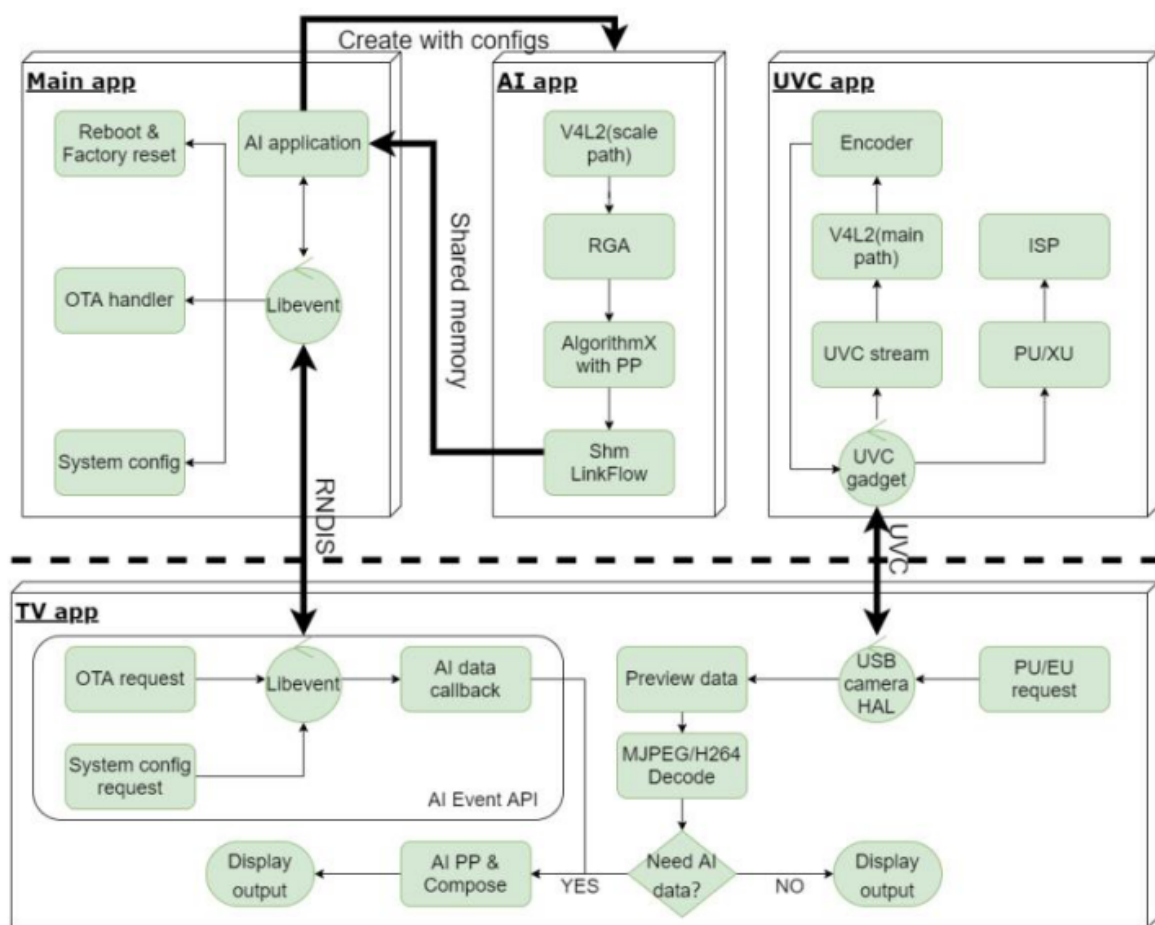 Create with configs
Main app
Reboot &
Factory reset
AI application
OTA handler
Libevent
System config
Shared memory
AI app
V4L2(scale
path)
RGA
AlgorithmX
with PP
Shm
LinkFlow
UVC app
Encoder
V4L2(main
path)
ISP
UVC stream
PU/XU
UVC
gadget
RNDIS
UVC
TV app
OTA request
Libevent
AI data
callback
System config
request
AI Event API
Preview data
USB
camera
HAL
PU/EU
request
MJPEG/H264
Decode
Need AI
data?
YES
NO
AI PP &
Compose
Display
output
Display
output